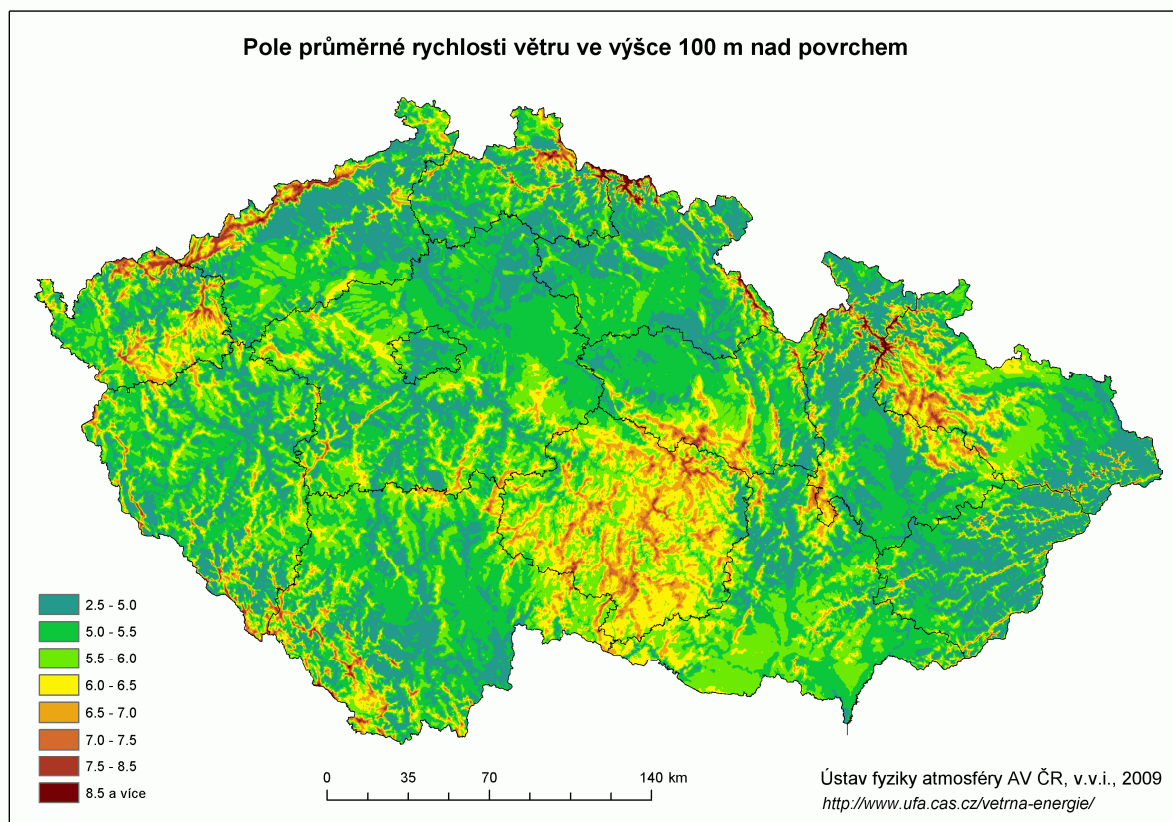 Pole průměrné rychlosti větru ve výšce 100 m nad povrchem
2.5 - 5.0
5.0 - 5.5
5.5 - 6.0
6.0 - 6.5
6.5 - 7.0
7.0 - 7.5
7.5 - 8.5
8.5 a více
0 35 70 140 km
Ústav fyziky atmosféry AV ČR, v.v.i., 2009
http://www.ufa.cas.cz/vetrna-energie/